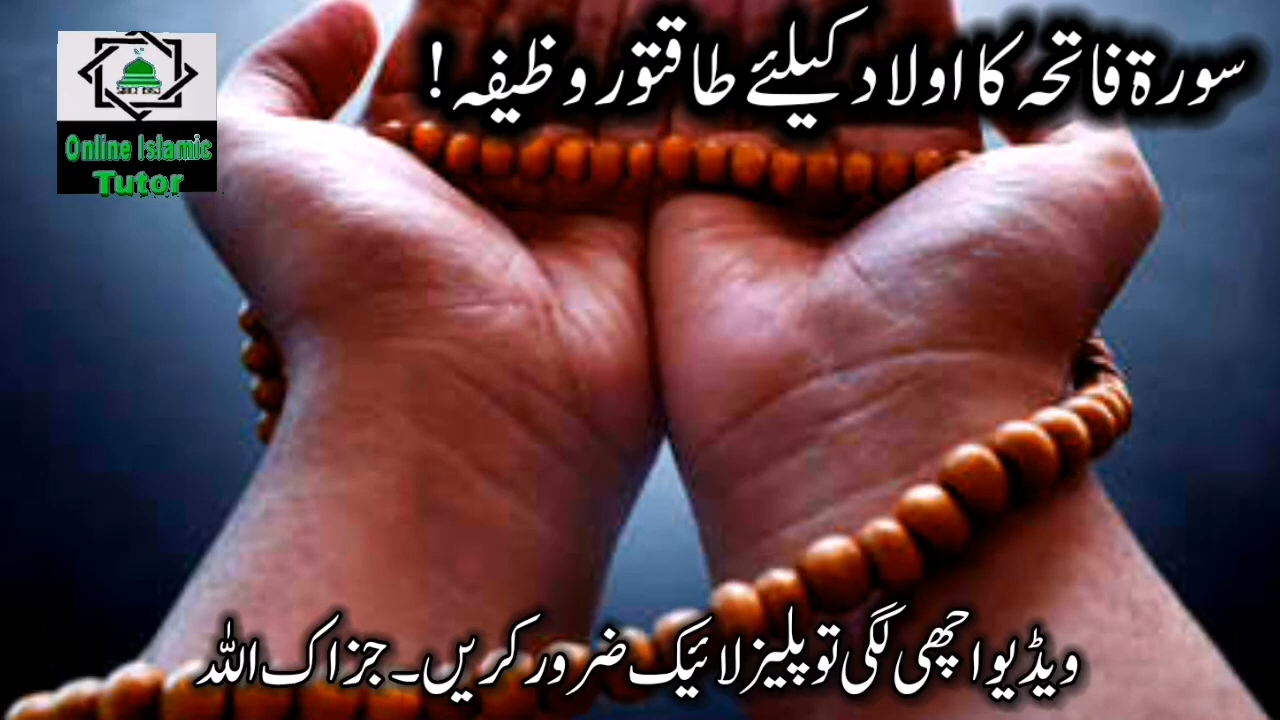 سورۃ فاتحہ کا اولاد کیلئے طاقتور وظیفہ!
Online Islamic
Tutor
ویڈیو اچھی لگی تو پلیز لائیک ضرور کریں۔ جزاک اللہ